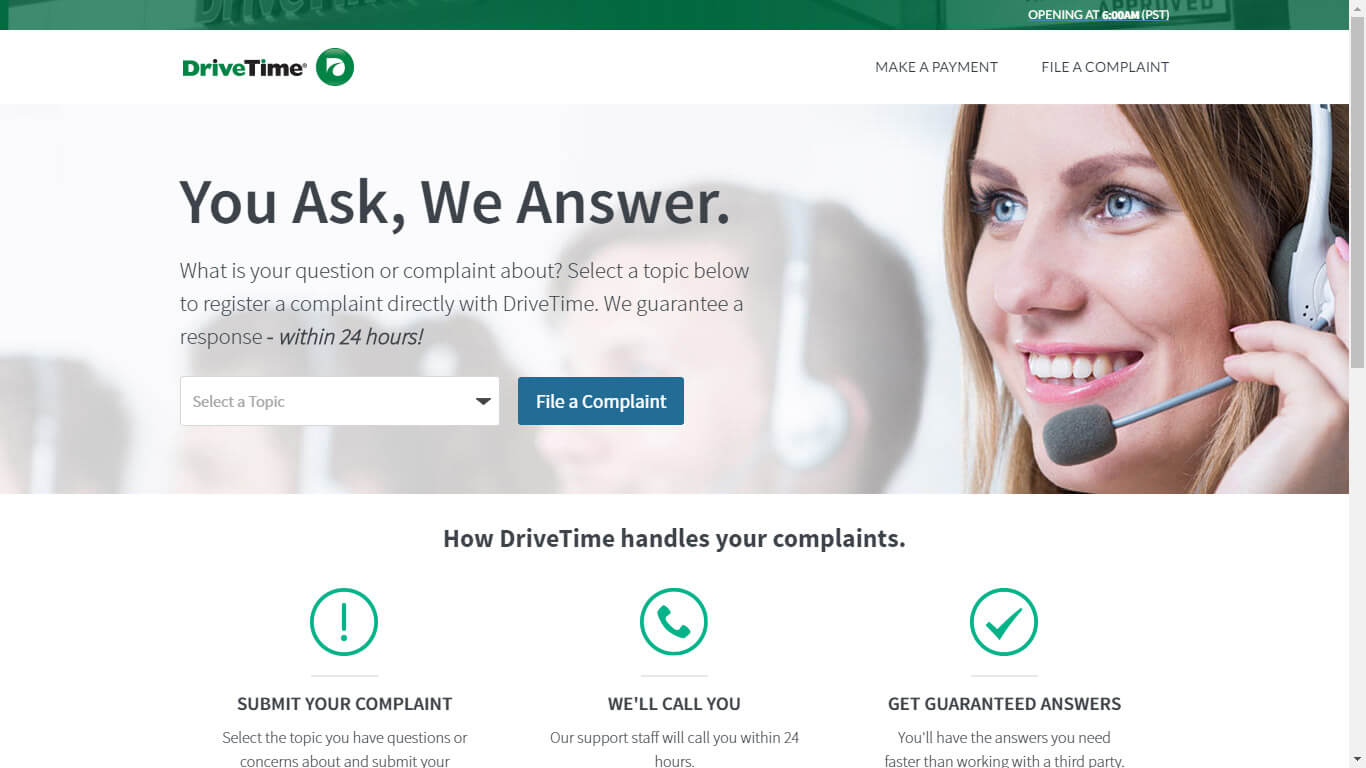 APPROVED
OPENING AT 6:00AM (PST)
DriveTime®
MAKE A PAYMENT
FILE A COMPLAINT
You Ask, We Answer.
What is your question or complaint about? Select a topic below
to register a complaint directly with DriveTime. We guarantee a
response - within 24 hours!
Select a Topic
File a Complaint
How DriveTime handles your complaints.
SUBMIT YOUR COMPLAINT
Select the topic you have questions or
concerns about and submit your
WE'LL CALL YOU
Our support staff will call you within 24
hours.
GET GUARANTEED ANSWERS
You'll have the answers you need
faster than working with a third party.